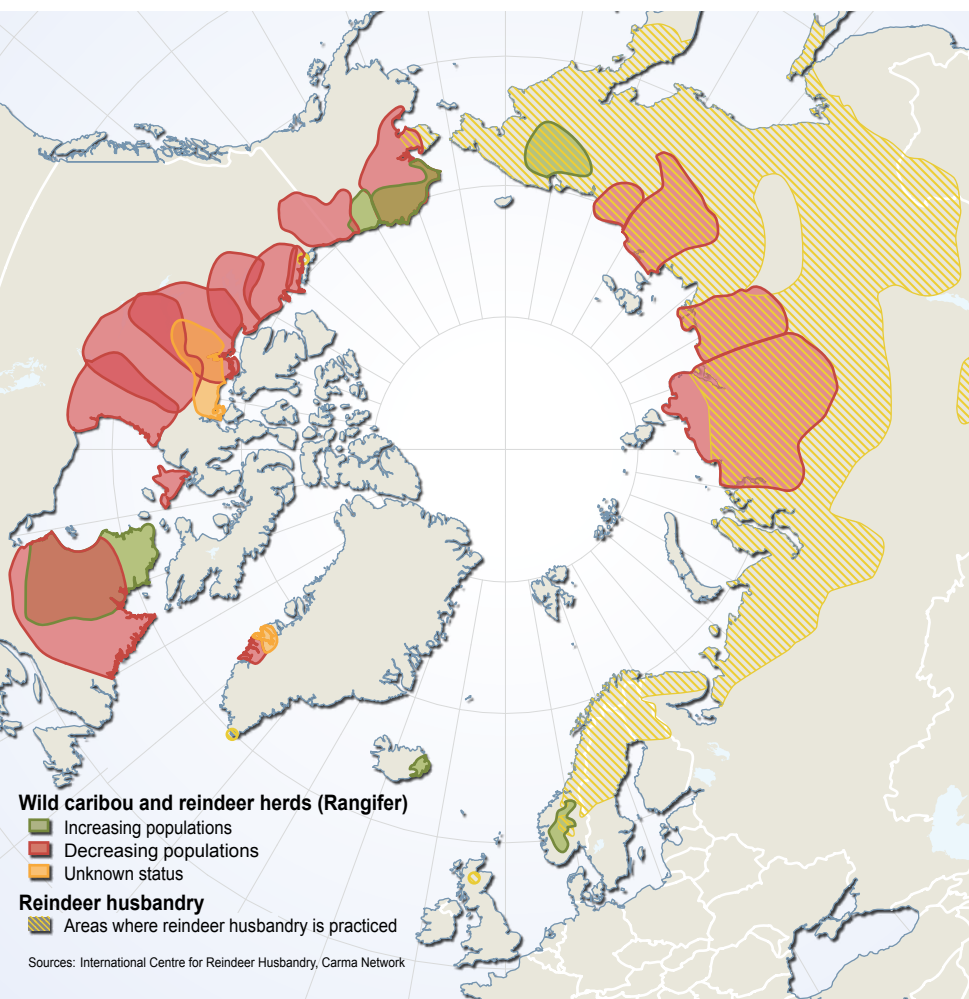 Wild caribou and reindeer herds (Rangifer)
Increasing populations
Decreasing populations
Unknown status
Reindeer husbandry
Areas where reindeer husbandry is practiced
Sources: International Centre for Reindeer Husbandry, Carma Network